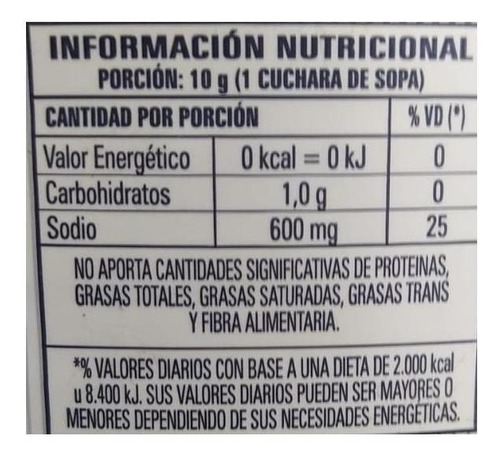 INFORMACIÓN NUTRICIONAL
PORCIÓN: 10 g (1 CUCHARA DE SOPA)
CANTIDAD POR PORCIÓN % VD (*)
Valor Energético 0 kcal = 0 kJ 0
Carbohidratos 1,0 g 0
Sodio 600 mg 25
NO APORTA CANTIDADES SIGNIFICATIVAS DE PROTEINAS,
GRASAS TOTALES, GRASAS SATURADAS, GRASAS TRANS
Y FIBRA ALIMENTARIA.
*% VALORES DIARIOS CON BASE A UNA DIETA DE 2.000 kcal
u 8.400 kJ. SUS VALORES DIARIOS PUEDEN SER MAYORES O
MENORES DEPENDIENDO DE SUS NECESIDADES ENERGÉTICAS.